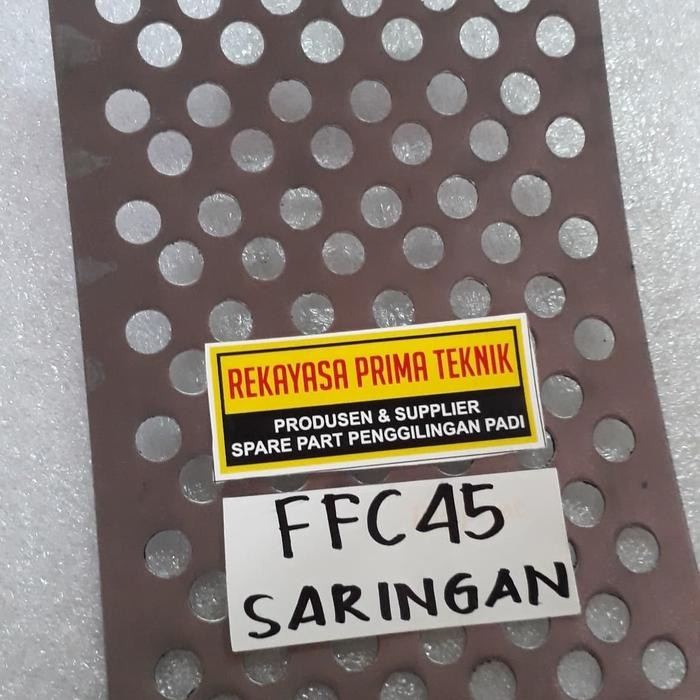 REKAYASA PRIMA TEKNIK
PRODUSEN & SUPPLIER
SPARE PART PENGGILINGAN PADI
FFC45
SARINGAN